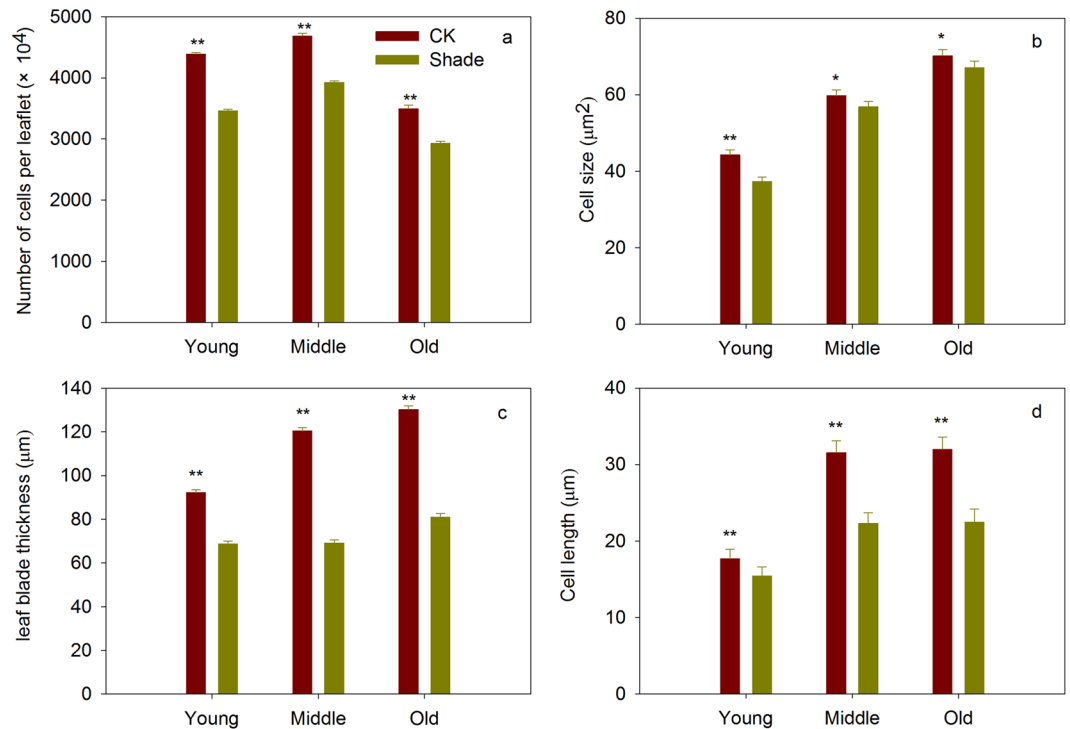 Number of cells per leaflet (× 10⁴)
5000
4000
3000
2000
1000
0
** ** **
CK
Shade
a
Young Middle Old
Cell size (μm²)
80
60
40
20
0
** * *
b
Young Middle Old
leaf blade thickness (μm)
140
120
100
80
60
40
20
0
** ** **
c
Young Middle Old
Cell length (μm)
40
30
20
10
0
** ** **
d
Young Middle Old